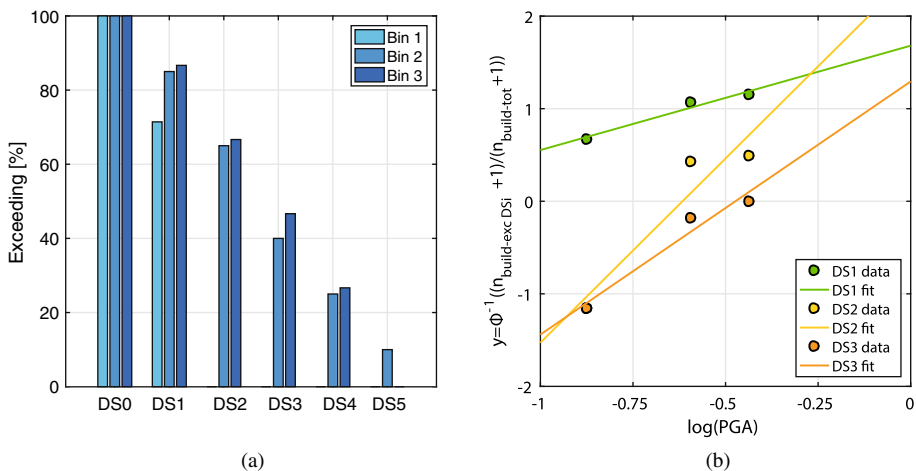 100
80
60
40
20
0
Exceeding [%]
DS0 DS1 DS2 DS3 DS4 DS5
Bin 1
Bin 2
Bin 3
(a)
2
1
0
-1
-2
y=Φ⁻¹((n_build-exc DSi +1)/(n_build-tot +1))
-1 -0.75 -0.5 -0.25 0
log(PGA)
DS1 data
DS1 fit
DS2 data
DS2 fit
DS3 data
DS3 fit
(b)